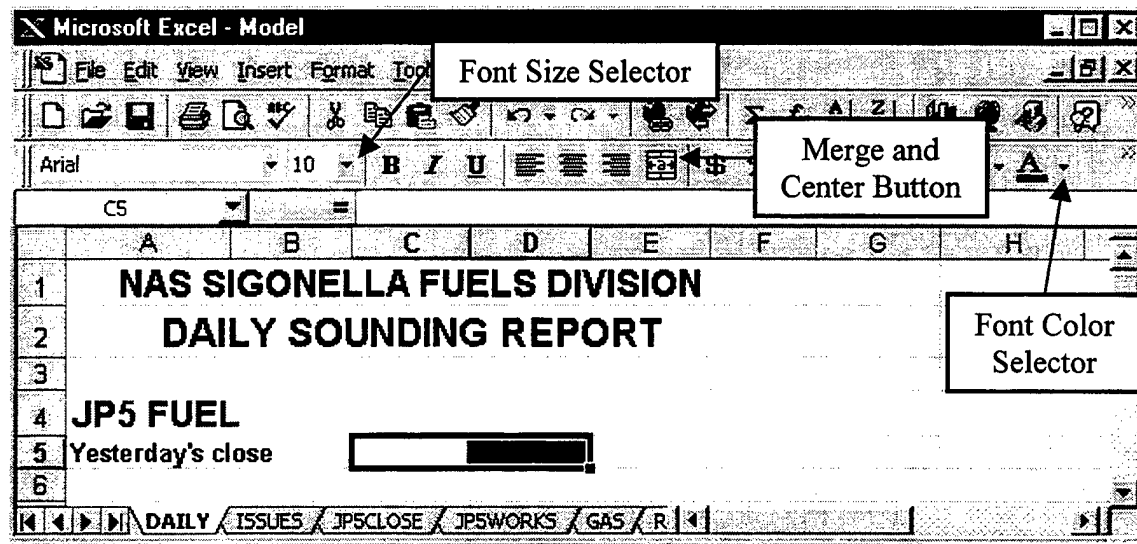 Microsoft Excel - Model
File Edit View Insert Format
Font Size Selector
Arial 10 B I U $ A
Merge and
Center Button
C5 =
A B C D E F G H
1 NAS SIGONELLA FUELS DIVISION
2 DAILY SOUNDING REPORT
Font Color
Selector
3
4 JP5 FUEL
5 Yesterday's close
6
DAILY ISSUES JP5CLOSE JP5WORKS GAS R